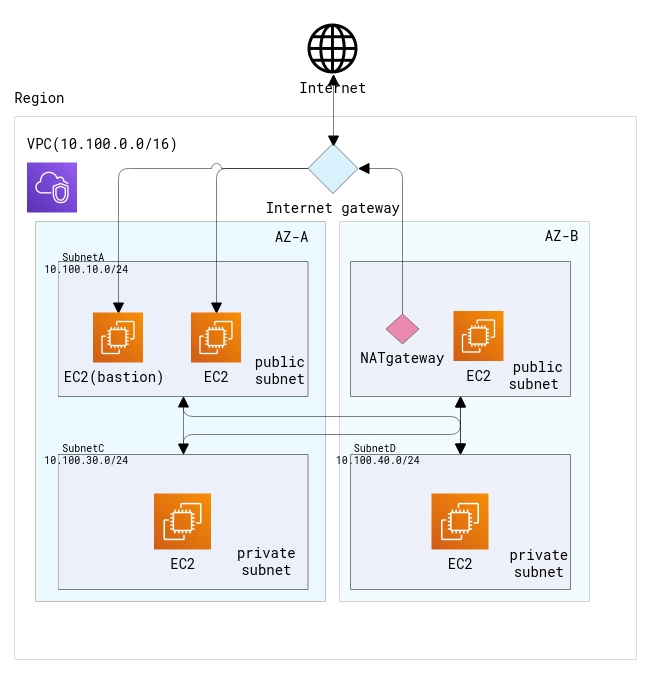 Internet
Region
VPC(10.100.0.0/16)
Internet gateway
AZ-A
AZ-B
SubnetA
10.100.10.0/24
EC2(bastion)
EC2
public
subnet
NATgateway
EC2
public
subnet
SubnetC
10.100.30.0/24
SubnetD
10.100.40.0/24
EC2
private
subnet
EC2
private
subnet